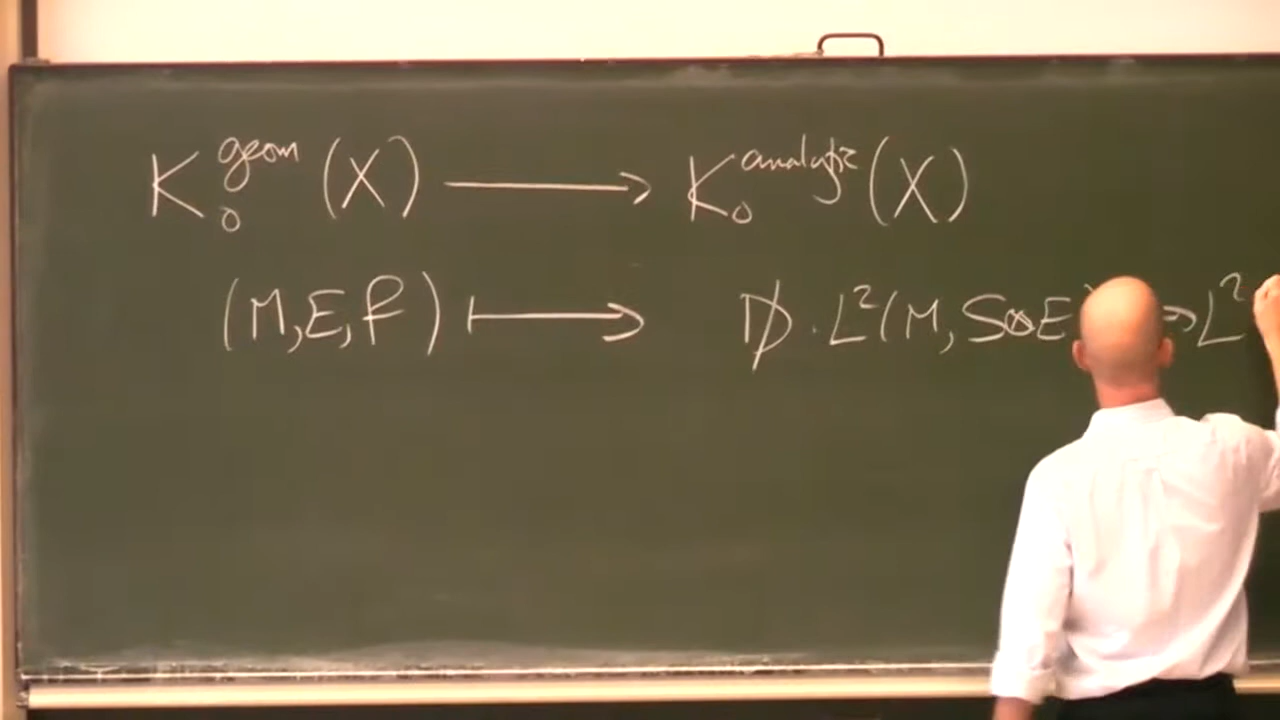 K₀^geom (X) ⟶ K₀^analytic (X)
(M, E, f) ⟼ D̸ : L²(M, S⊗E) → L²